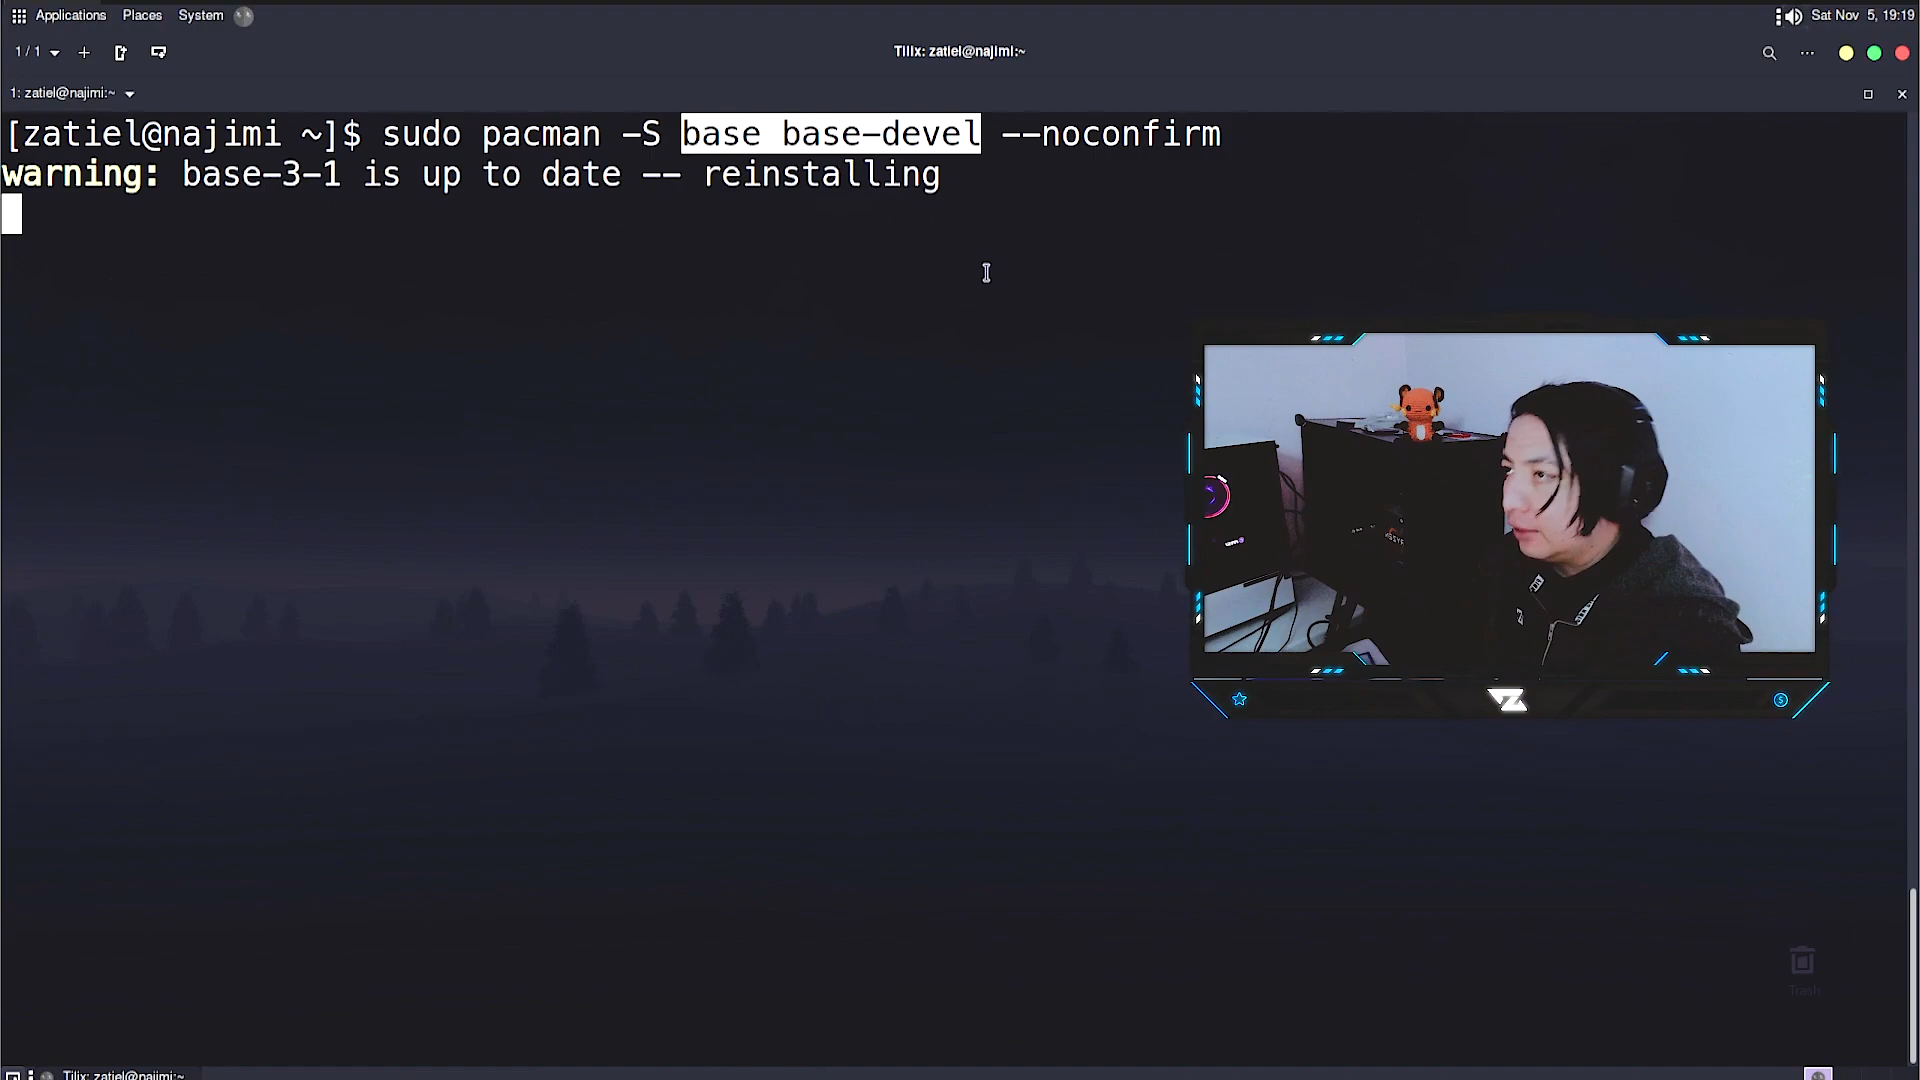 Applications Places System
Sat Nov 5, 19:19
1 / 1
Tilix: zatiel@najimi:~
1: zatiel@najimi:~
[zatiel@najimi ~]$ sudo pacman -S base base-devel --noconfirm
warning: base-3-1 is up to date -- reinstalling
Trash
Tilix: zatiel@najimi:~